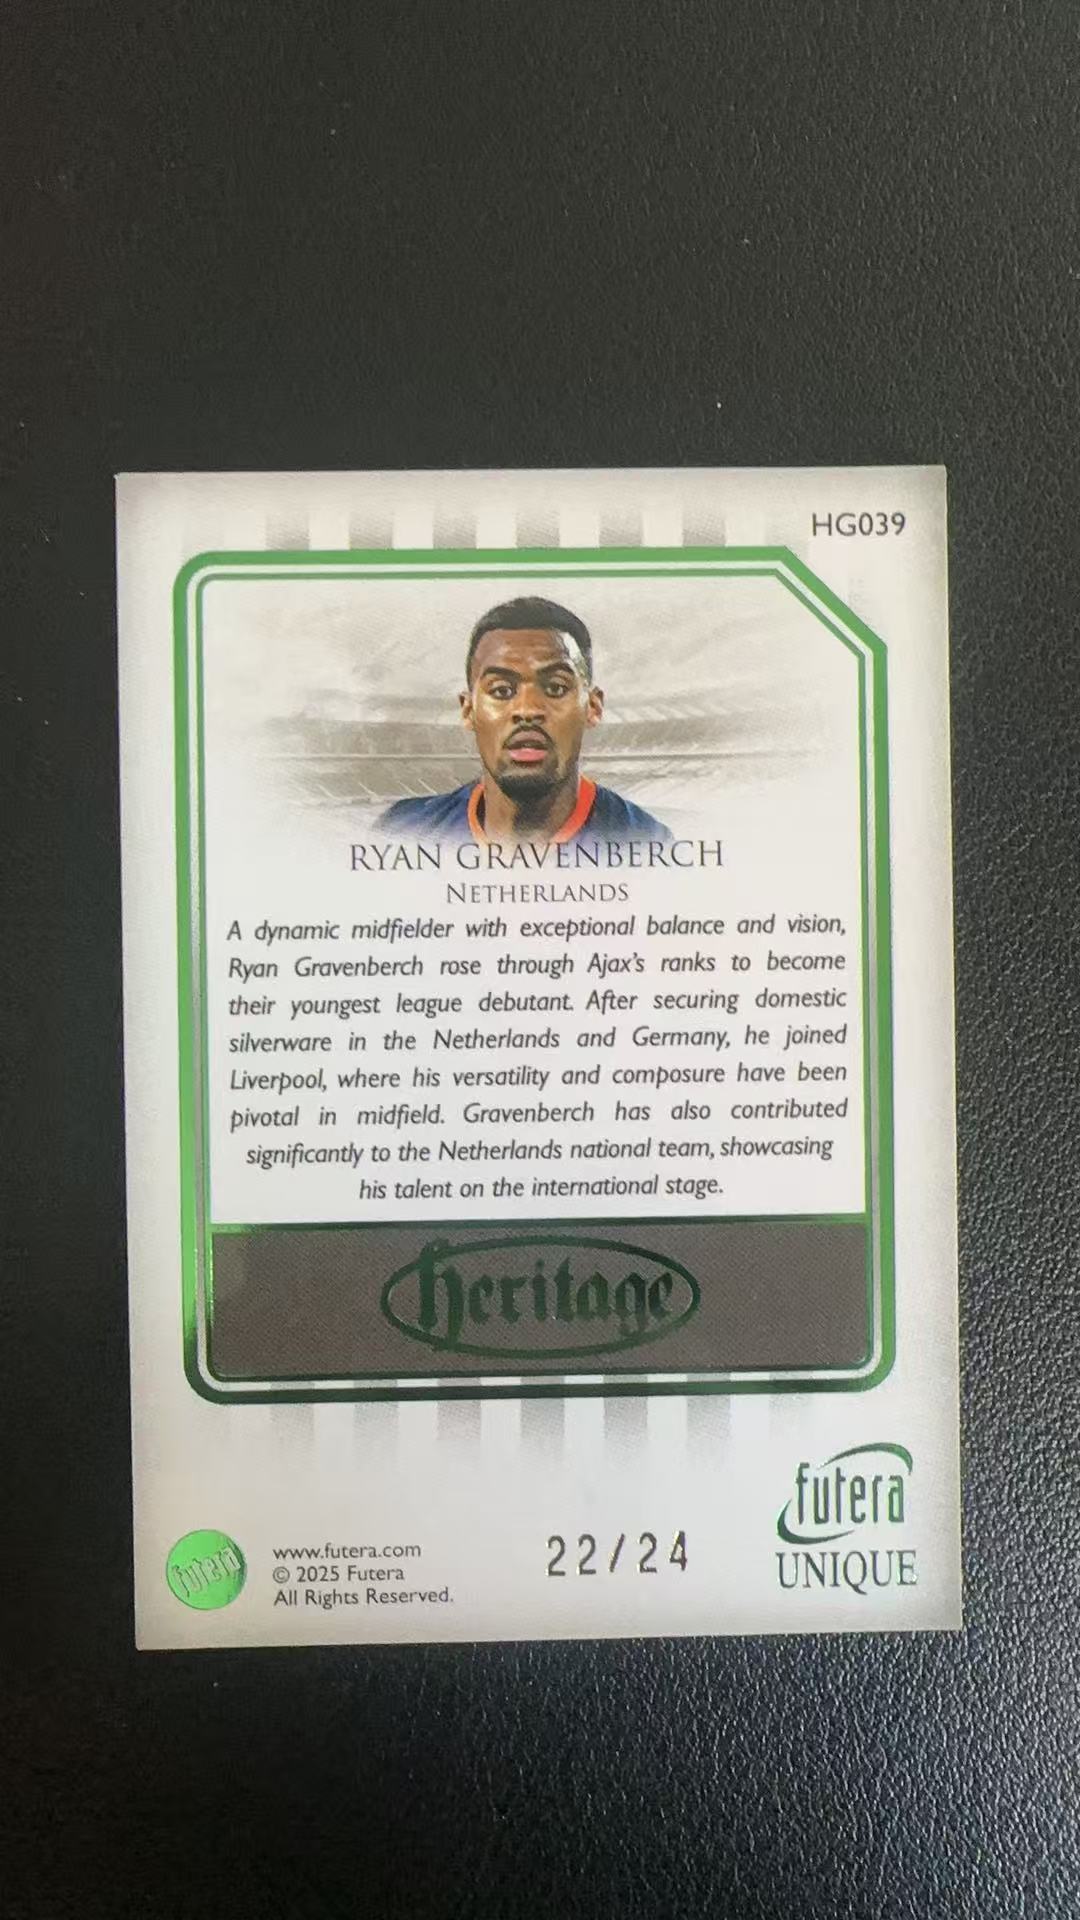 HG039
RYAN GRAVENBERCH
NETHERLANDS
A dynamic midfielder with exceptional balance and vision,
Ryan Gravenberch rose through Ajax's ranks to become
their youngest league debutant. After securing domestic
silverware in the Netherlands and Germany, he joined
Liverpool, where his versatility and composure have been
pivotal in midfield. Gravenberch has also contributed
significantly to the Netherlands national team, showcasing
his talent on the international stage.
heritage
futera
UNIQUE
futera
www.futera.com
© 2025 Futera
All Rights Reserved.
22/24